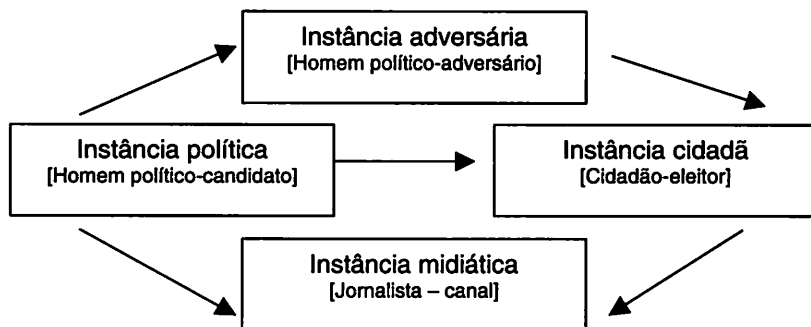 Instância adversária
[Homem político-adversário]
Instância política
[Homem político-candidato]
Instância cidadã
[Cidadão-eleitor]
Instância midiática
[Jornalista – canal]